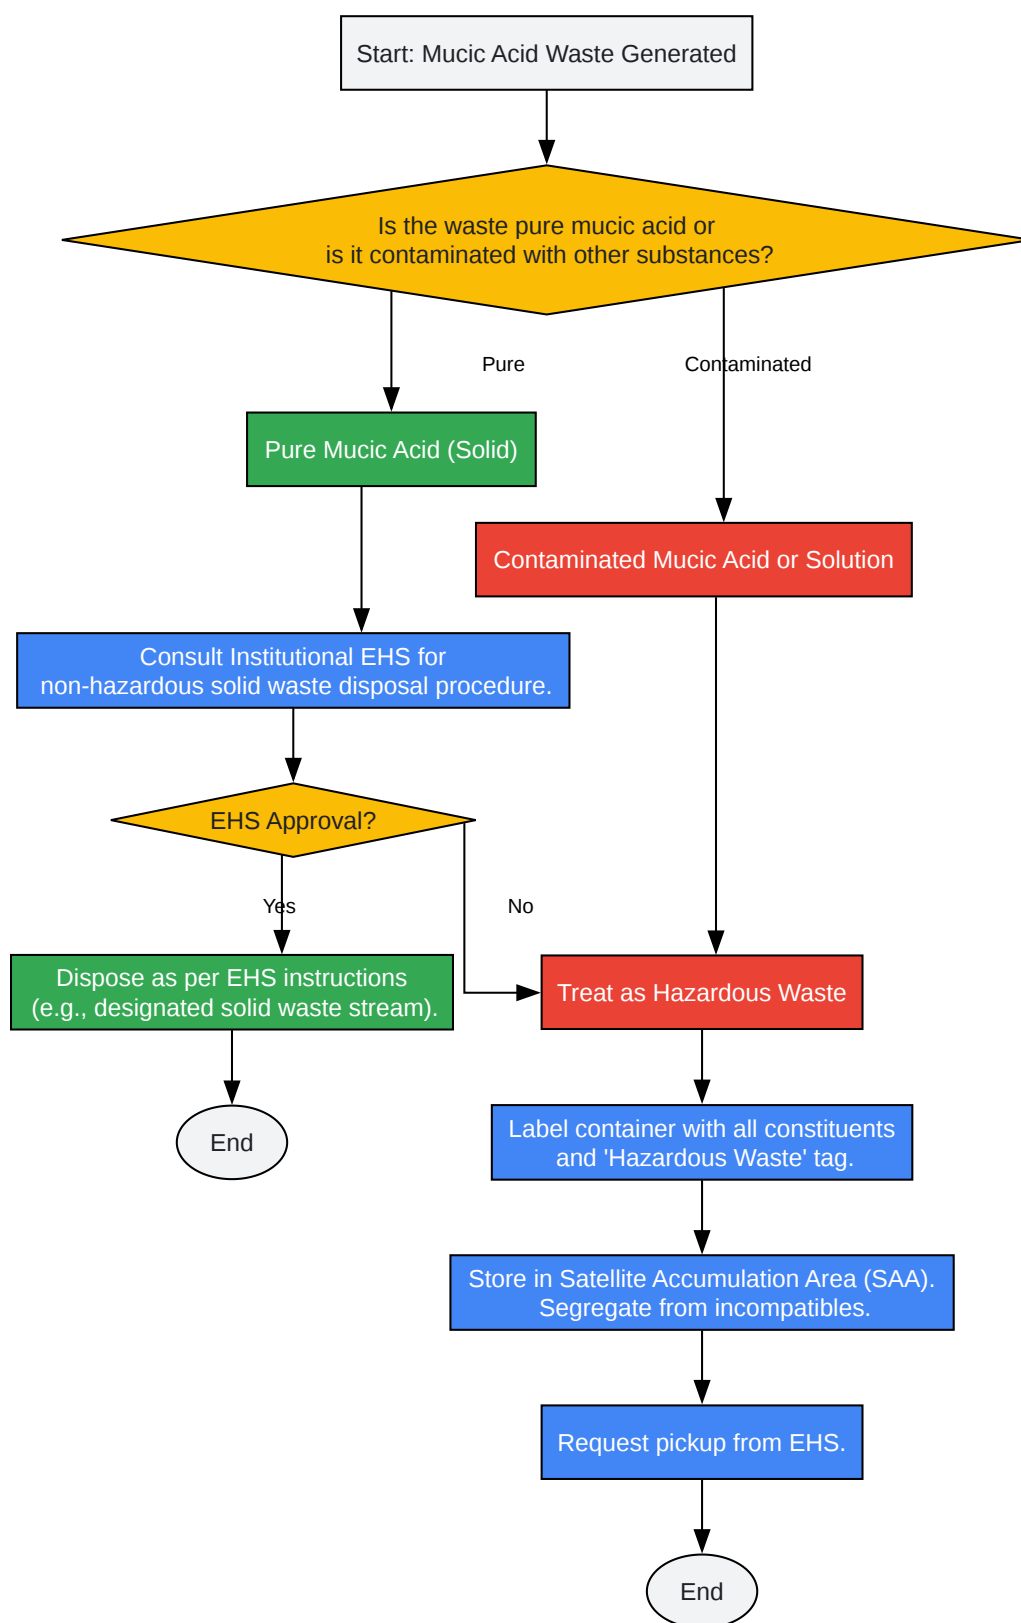 Start: Mucic Acid Waste Generated
Is the waste pure mucic acid or
is it contaminated with other substances?
Pure
Contaminated
Pure Mucic Acid (Solid)
Contaminated Mucic Acid or Solution
Consult Institutional EHS for
non-hazardous solid waste disposal procedure.
EHS Approval?
Yes
No
Dispose as per EHS instructions
(e.g., designated solid waste stream).
Treat as Hazardous Waste
End
Label container with all constituents
and 'Hazardous Waste' tag.
Store in Satellite Accumulation Area (SAA).
Segregate from incompatibles.
Request pickup from EHS.
End